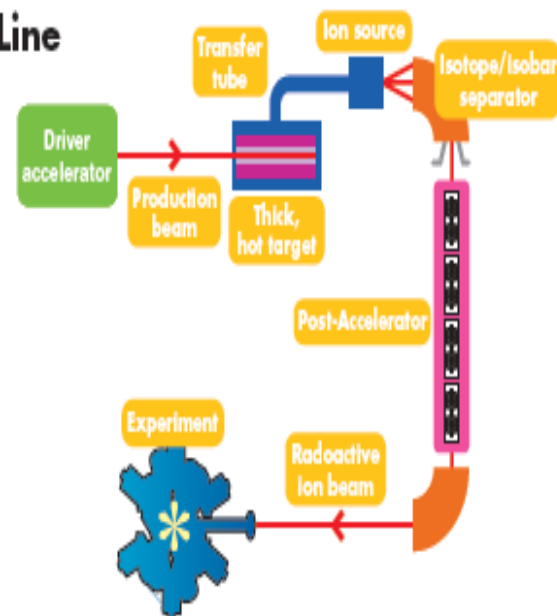 Line
Ion source
Transfer
tube
Isotope/Isobar
separator
Driver
accelerator
Production
beam
Thick,
hot target
Post-Accelerator
Experiment
Radioactive
ion beam